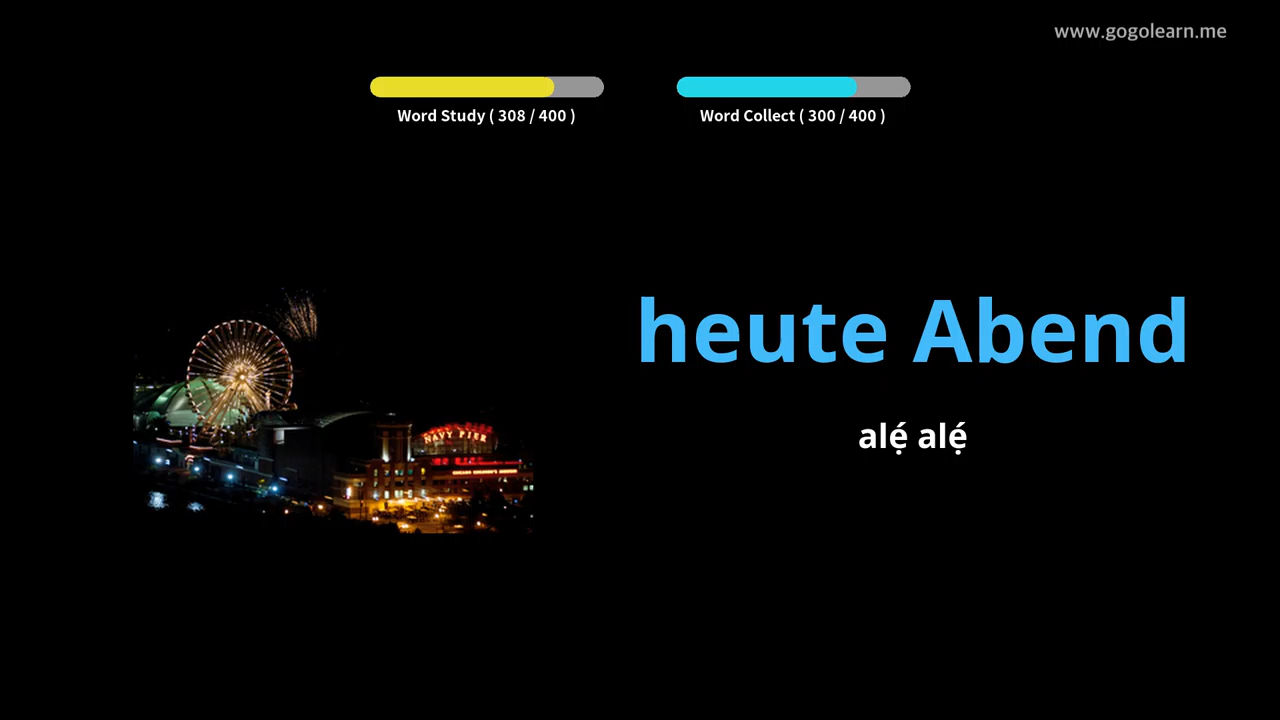 www.gogolearn.me
Word Study ( 308 / 400 )
Word Collect ( 300 / 400 )
heute Abend
alẹ́ alẹ́
NAVY PIER